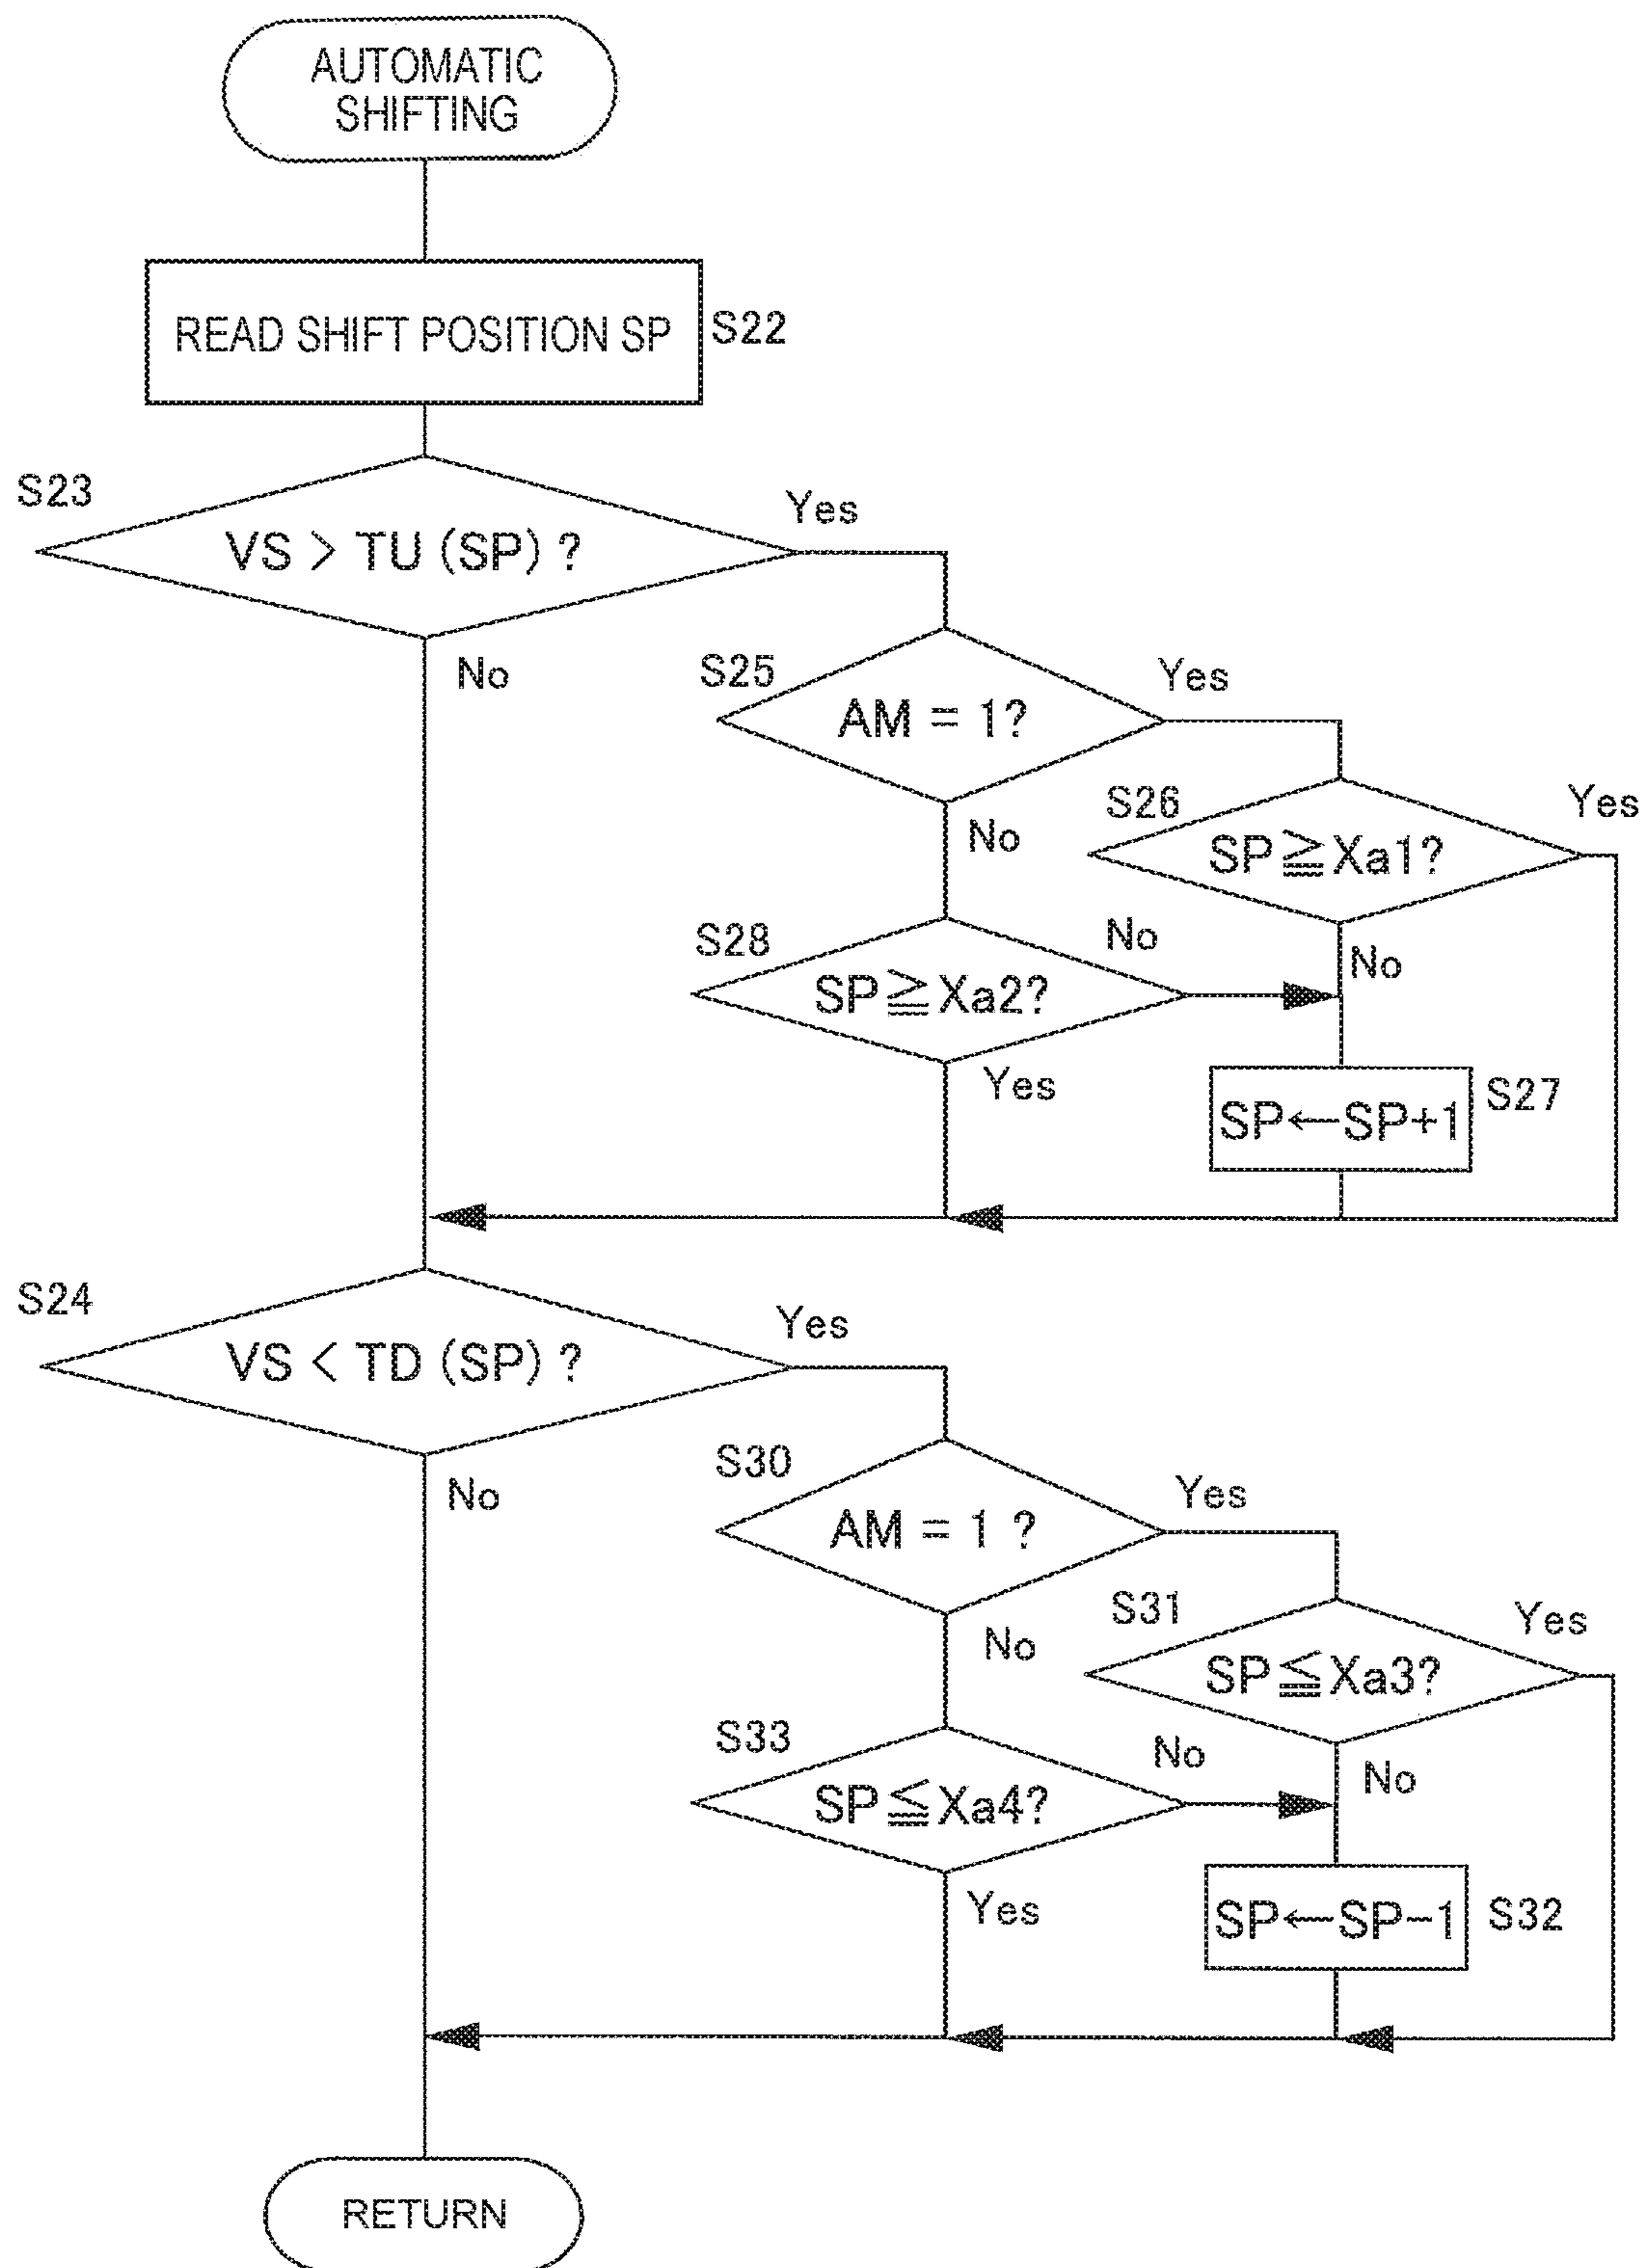 AUTOMATIC
SHIFTING
READ SHIFT POSITION SP
S22
S23
VS > TU (SP) ?
Yes
No
S25
AM = 1?
Yes
No
S26
SP≧Xa1?
Yes
No
S28
SP≧Xa2?
No
Yes
SP←SP+1
S27
S24
VS < TD (SP) ?
Yes
No
S30
AM = 1 ?
Yes
No
S31
SP≦Xa3?
Yes
No
S33
SP≦Xa4?
No
Yes
SP←SP−1
S32
RETURN